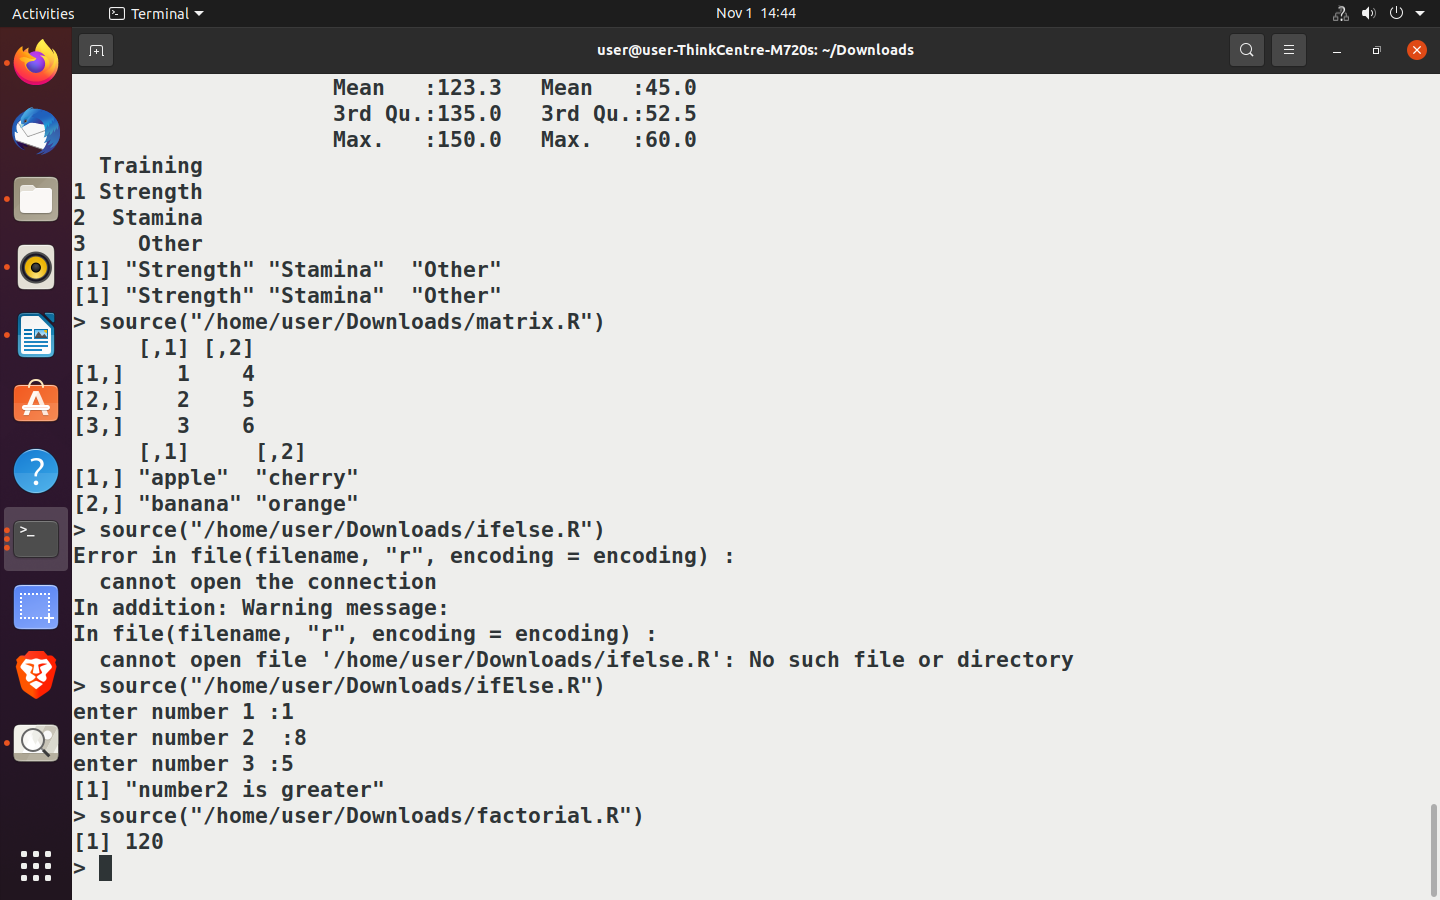 Activities Terminal Nov 1 14:44
user@user-ThinkCentre-M720s: ~/Downloads
Mean :123.3 Mean :45.0
3rd Qu.:135.0 3rd Qu.:52.5
Max. :150.0 Max. :60.0
Training
1 Strength
2 Stamina
3 Other
[1] "Strength" "Stamina" "Other"
[1] "Strength" "Stamina" "Other"
> source("/home/user/Downloads/matrix.R")
[,1] [,2]
[1,] 1 4
[2,] 2 5
[3,] 3 6
[,1] [,2]
[1,] "apple" "cherry"
[2,] "banana" "orange"
> source("/home/user/Downloads/ifelse.R")
Error in file(filename, "r", encoding = encoding) :
cannot open the connection
In addition: Warning message:
In file(filename, "r", encoding = encoding) :
cannot open file '/home/user/Downloads/ifelse.R': No such file or directory
> source("/home/user/Downloads/ifElse.R")
enter number 1 :1
enter number 2  :8
enter number 3 :5
[1] "number2 is greater"
> source("/home/user/Downloads/factorial.R")
[1] 120
>